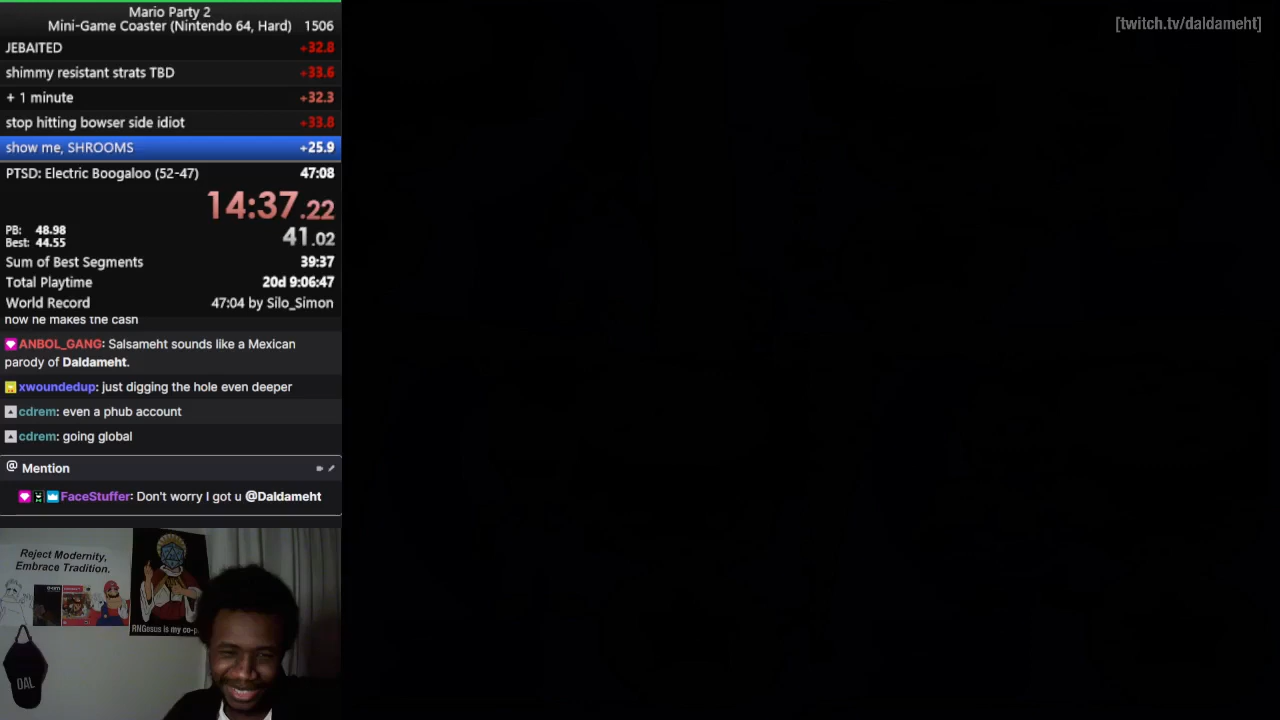 Mario Party 2
Mini-Game Coaster (Nintendo 64, Hard) 1506
JEBAITED +32.8
shimmy resistant strats TBD +33.6
+ 1 minute +32.3
stop hitting bowser side idiot +33.8
show me, SHROOMS +25.9
PTSD: Electric Boogaloo (52-47) 47:08
14:37.22
PB: 48.98
Best: 44.55
41.02
Sum of Best Segments 39:37
Total Playtime 20d 9:06:47
World Record 47:04 by Silo_Simon
now he makes the cash
ANBOL_GANG: Salsameht sounds like a Mexican
parody of Daldameht.
xwoundedup: just digging the hole even deeper
cdrem: even a phub account
cdrem: going global
@ Mention
FaceStuffer: Don't worry I got u @Daldameht
Reject Modernity,
Embrace Tradition.
RNGesus is my co-p
DAL
[twitch.tv/daldameht]